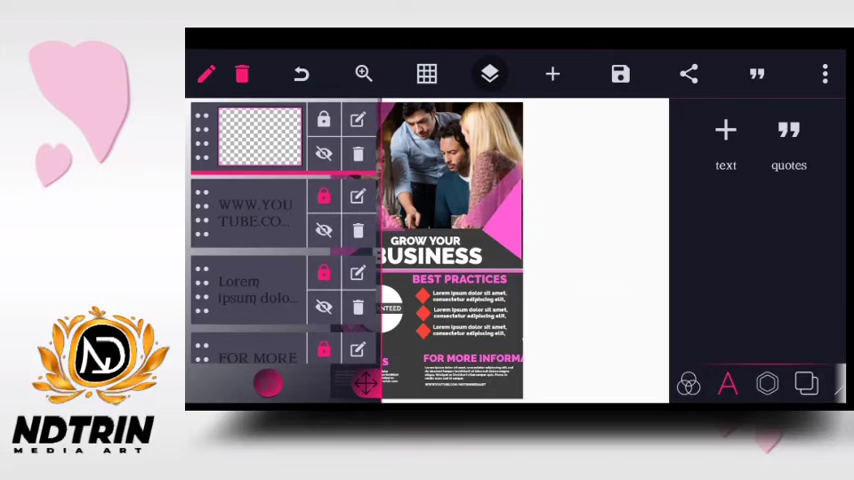 WWW.YOU
TUBE.CO...
Lorem
ipsum dolo...
FOR MORE
GROW YOUR
BUSINESS
BEST PRACTICES
Lorem ipsum dolor sit amet,
consectetur adipiscing elit,
Lorem ipsum dolor sit amet,
consectetur adipiscing elit,
Lorem ipsum dolor sit amet,
consectetur adipiscing elit,
NTEED
FOR MORE INFORMA
text
quotes
A
ND
NDTRIN
MEDIA ART